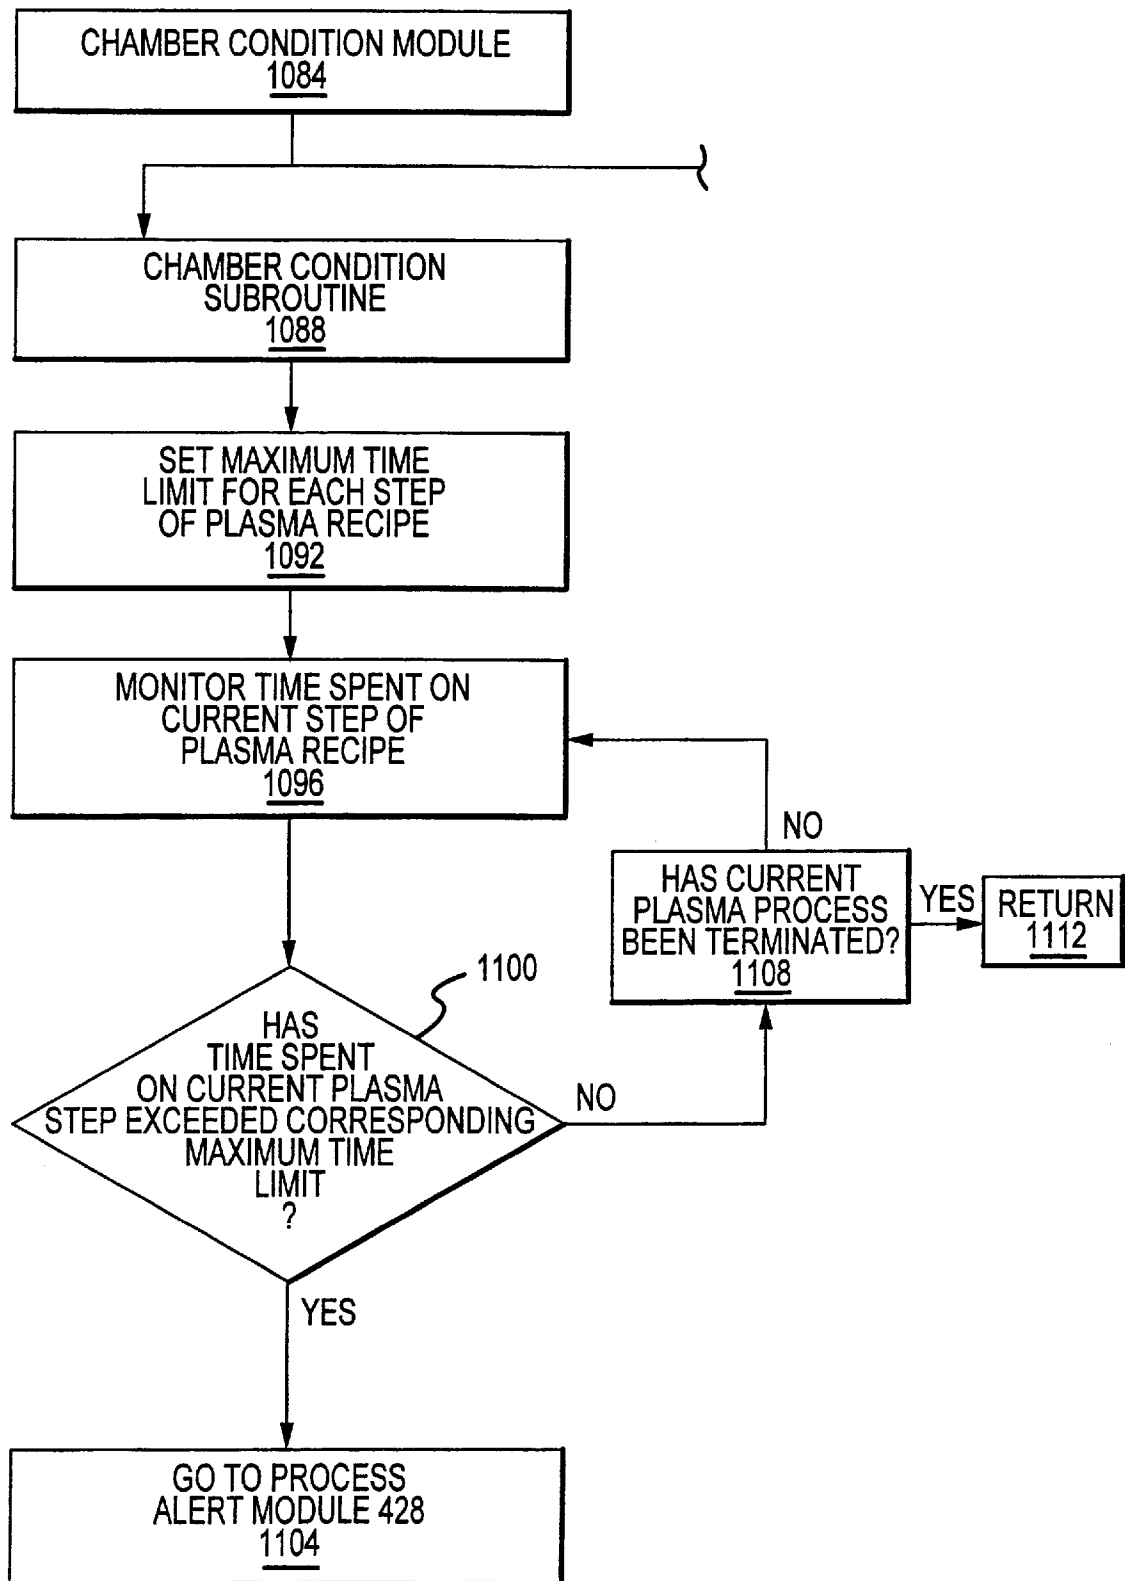 CHAMBER CONDITION MODULE
1084
CHAMBER CONDITION
SUBROUTINE
1088
SET MAXIMUM TIME
LIMIT FOR EACH STEP
OF PLASMA RECIPE
1092
MONITOR TIME SPENT ON
CURRENT STEP OF
PLASMA RECIPE
1096
NO
HAS CURRENT
PLASMA PROCESS
BEEN TERMINATED?
1108
YES
RETURN
1112
1100
HAS
TIME SPENT
ON CURRENT PLASMA
STEP EXCEEDED CORRESPONDING
MAXIMUM TIME
LIMIT
?
NO
YES
GO TO PROCESS
ALERT MODULE 428
1104